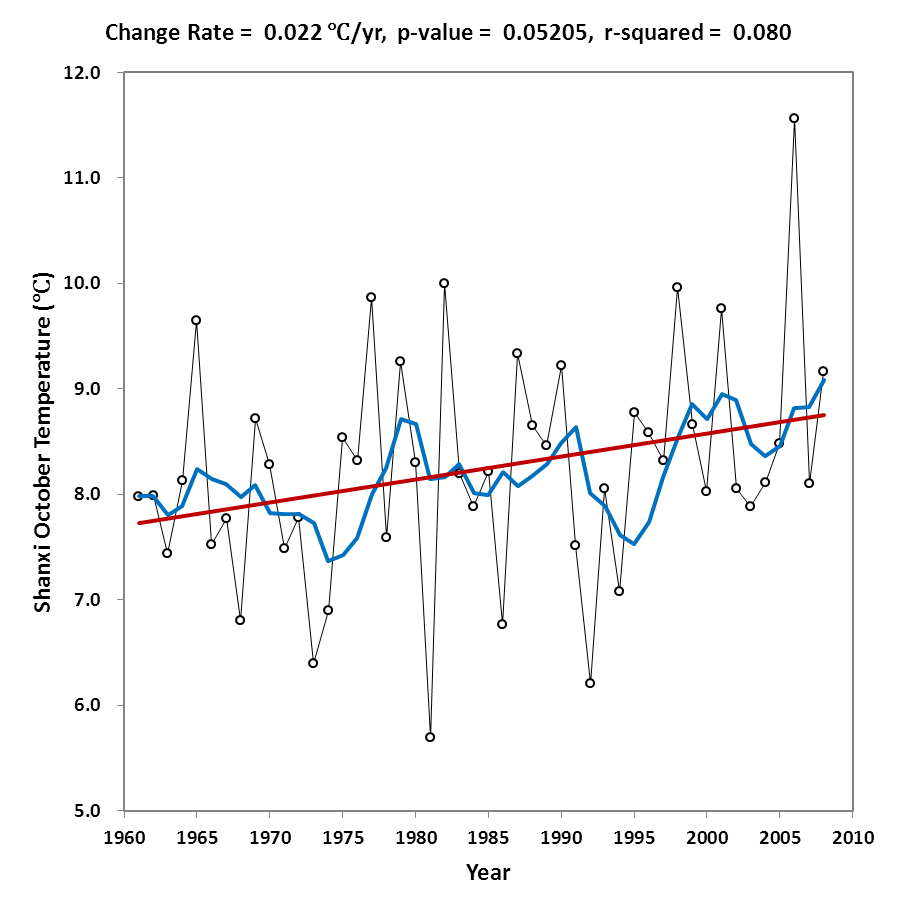 Change Rate = 0.022 ℃/yr, p-value = 0.05205, r-squared = 0.080
12.0
11.0
10.0
9.0
8.0
7.0
6.0
5.0
Shanxi October Temperature (℃)
1960 1965 1970 1975 1980 1985 1990 1995 2000 2005 2010
Year